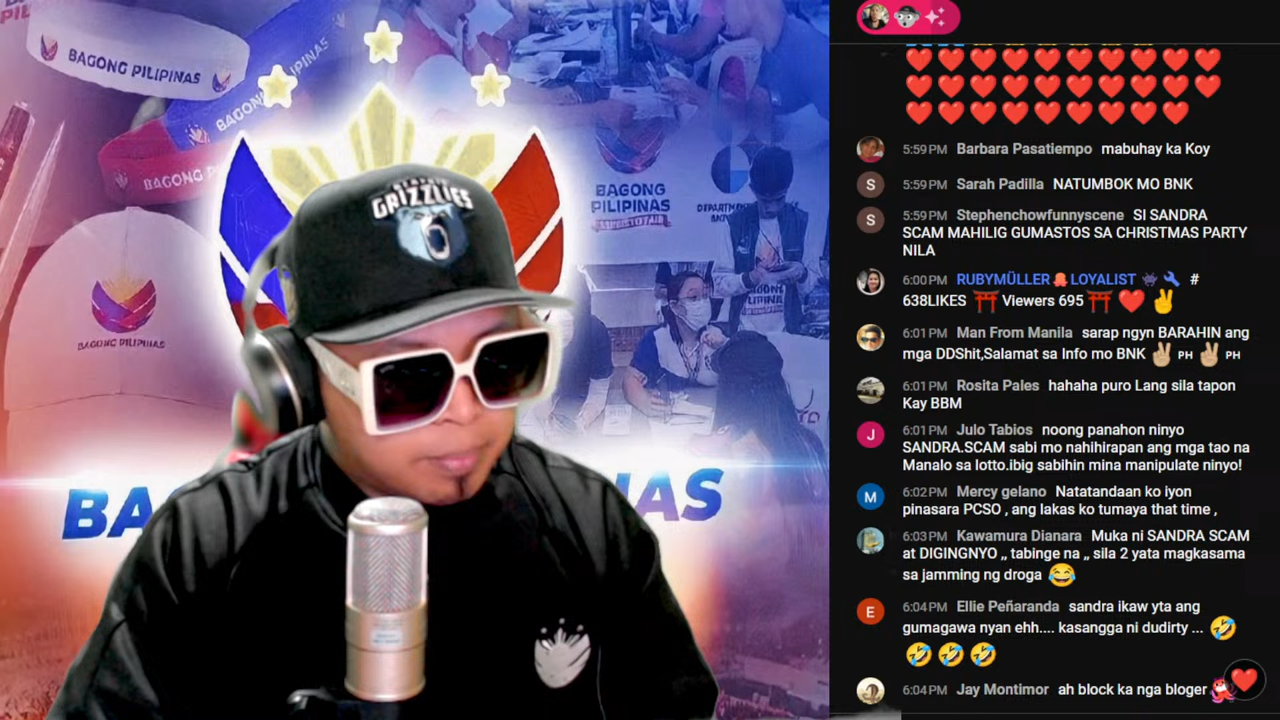 PIL
BAGONG PILIPINAS
PILIPINAS
BAGONG
BAGONG P
BAGONG
PILIPINAS
BAGONG PILIPINAS
GRIZZLIES
BA
NAS
5:59 PM Barbara Pasatiempo mabuhay ka Koy
S
5:59 PM Sarah Padilla NATUMBOK MO BNK
S
5:59 PM Stephenchowfunnyscene SI SANDRA
SCAM MAHILIG GUMASTOS SA CHRISTMAS PARTY
NILA
6:00 PM RUBYMÜLLER LOYALIST #
638LIKES Viewers 695
6:01 PM Man From Manila sarap ngyn BARAHIN ang
mga DDShit,Salamat sa Info mo BNK PH PH
6:01 PM Rosita Pales hahaha puro Lang sila tapon
Kay BBM
J
6:01 PM Julo Tabios noong panahon ninyo
SANDRA.SCAM sabi mo nahihirapan ang mga tao na
Manalo sa lotto.ibig sabihin mina manipulate ninyo!
M
6:02 PM Mercy gelano Natatandaan ko iyon
pinasara PCSO , ang lakas ko tumaya that time ,
6:03 PM Kawamura Dianara Muka ni SANDRA SCAM
at DIGINGNYO ,, tabinge na ,, sila 2 yata magkasama
sa jamming ng droga
E
6:04 PM Ellie Peñaranda sandra ikaw yta ang
gumagawa nyan ehh.... kasangga ni dudirty ...
6:04 PM Jay Montimor ah block ka nga bloger